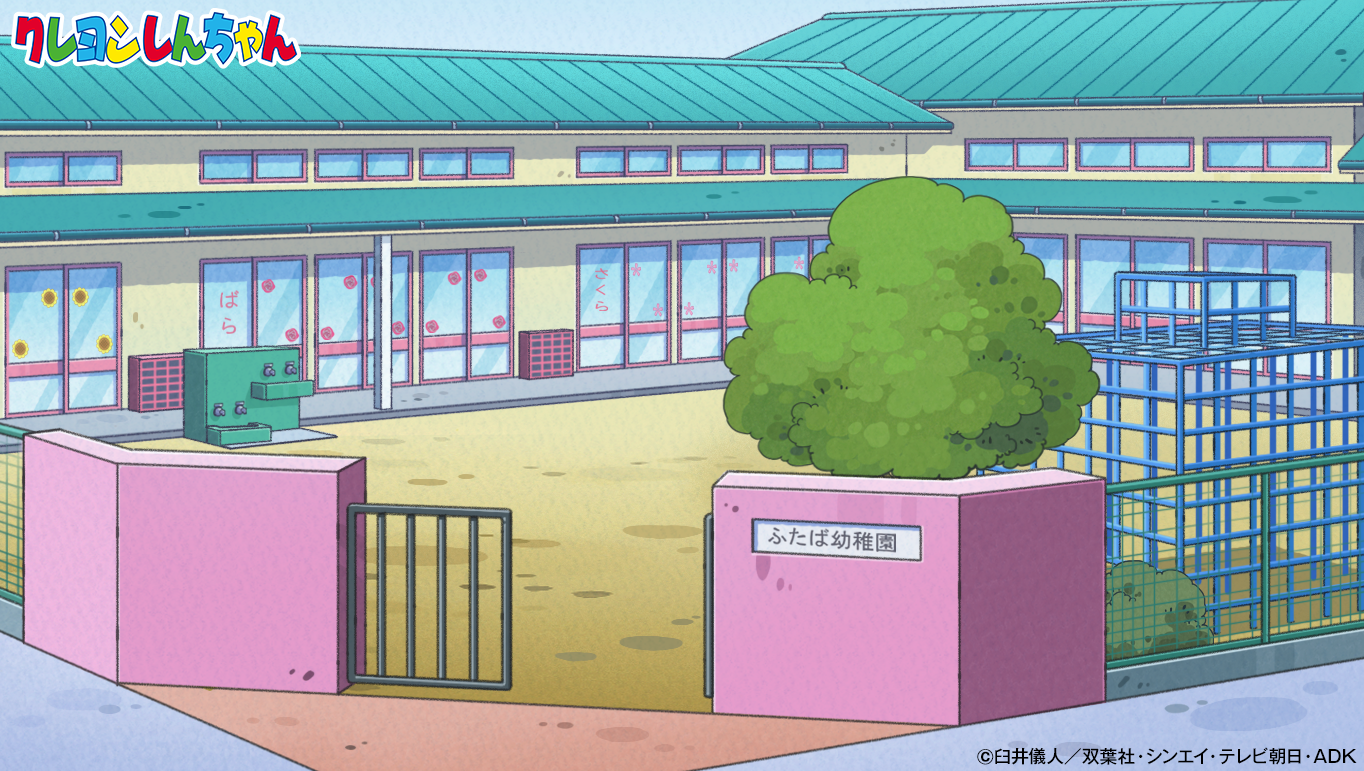 クレヨンしんちゃん
ばら
さくら
ふたば幼稚園
©臼井儀人／双葉社・シンエイ・テレビ朝日・ADK